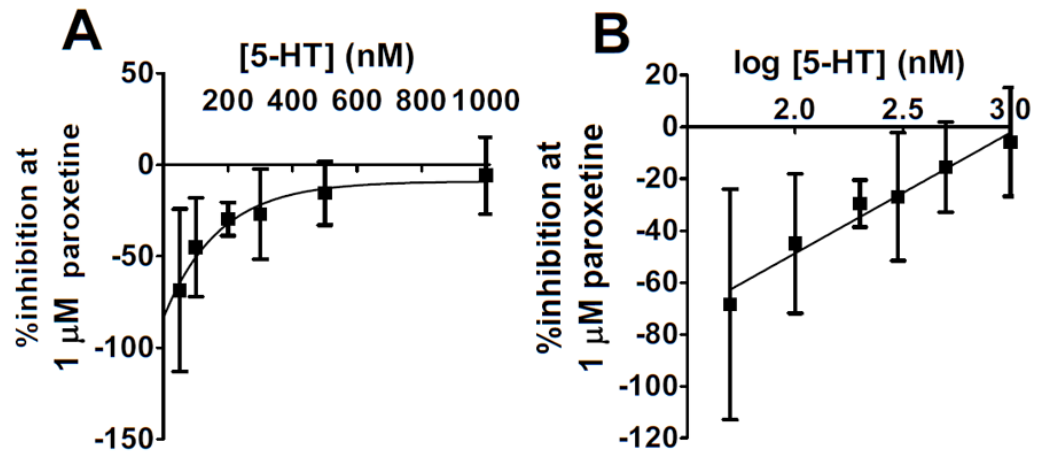 A
[5-HT] (nM)
50
200 400 600 800 1000
0
-50
-100
-150
%inhibition at
1 μM paroxetine
B
log [5-HT] (nM)
20
2.0 2.5 3.0
0
-20
-40
-60
-80
-100
-120
%inhibition at
1 μM paroxetine